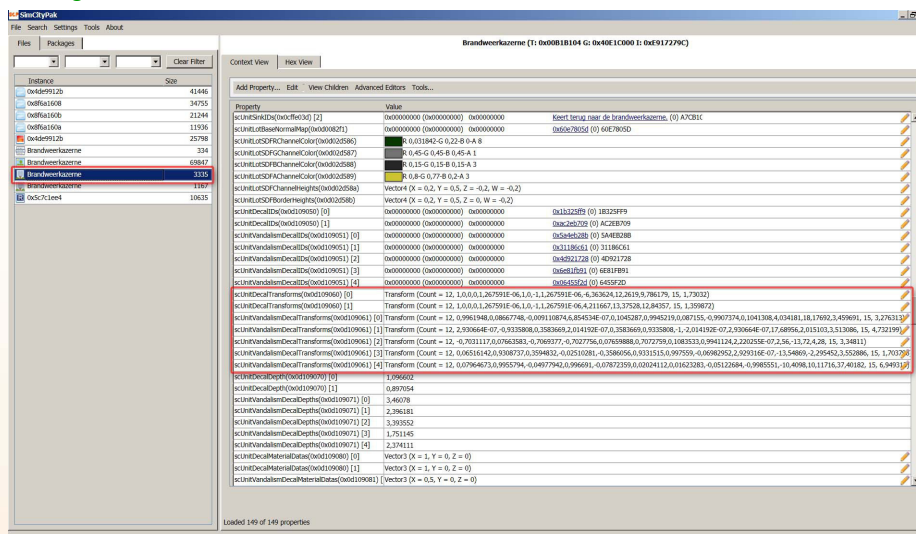 SimCityPak
File Search Settings Tools About
Files Packages
Brandweerkazerne (T: 0x00B1B104 G: 0x40E1C000 I: 0xE917279C)
Clear Filter
Context View Hex View
Instance Size
Add Property... Edit View Children Advanced Editors Tools...
0x4de9912b 41446
0x8f6a1608 34755
0x8f6a160b 21244
0x8f6a160a 11936
0x4de9912b 25798
Brandweerkazerne 334
Brandweerkazerne 69847
Brandweerkazerne 3335
Brandweerkazerne 1167
0x5c7c1ee4 10635
Property Value
scUnitSinkIDs(0x0cffe03d) [2] 0x00000000 (0x00000000) 0x00000000 Keert terug naar de brandweerkazerne. (0) A7CB1C
scUnitLotBaseNormalMap(0x0d0082f1) 0x00000000 (0x00000000) 0x00000000 0x60e7805d (0) 60E7805D
scUnitLotSDFRChannelColor(0x0d02d586) R 0,031842-G 0,22-B 0-A 8
scUnitLotSDFGChannelColor(0x0d02d587) R 0,45-G 0,45-B 0,45-A 1
scUnitLotSDFBChannelColor(0x0d02d588) R 0,15-G 0,15-B 0,15-A 3
scUnitLotSDFAChannelColor(0x0d02d589) R 0,8-G 0,77-B 0,2-A 3
scUnitLotSDFChannelHeights(0x0d02d58a) Vector4 (X = 0,2, Y = 0,5, Z = -0,2, W = -0,2)
scUnitLotSDFBorderHeights(0x0d02d58b) Vector4 (X = 0,2, Y = 0,5, Z = 0, W = -0,2)
scUnitDecalIDs(0x0d109050) [0] 0x00000000 (0x00000000) 0x00000000 0x1b325ff9 (0) 1B325FF9
scUnitDecalIDs(0x0d109050) [1] 0x00000000 (0x00000000) 0x00000000 0xac2eb709 (0) AC2EB709
scUnitVandalismDecalIDs(0x0d109051) [0] 0x00000000 (0x00000000) 0x00000000 0x5a4eb28b (0) 5A4EB28B
scUnitVandalismDecalIDs(0x0d109051) [1] 0x00000000 (0x00000000) 0x00000000 0x31186c61 (0) 31186C61
scUnitVandalismDecalIDs(0x0d109051) [2] 0x00000000 (0x00000000) 0x00000000 0x4d921728 (0) 4D921728
scUnitVandalismDecalIDs(0x0d109051) [3] 0x00000000 (0x00000000) 0x00000000 0x6e81fb91 (0) 6E81FB91
scUnitVandalismDecalIDs(0x0d109051) [4] 0x00000000 (0x00000000) 0x00000000 0x06455f2d (0) 6455F2D
scUnitDecalTransforms(0x0d109060) [0] Transform (Count = 12, 1,0,0,0,1,267591E-06,1,0,-1,1,267591E-06,-6,363624,12,2619,9,786179, 15, 1,73032)
scUnitDecalTransforms(0x0d109060) [1] Transform (Count = 12, 1,0,0,0,1,267591E-06,1,0,-1,1,267591E-06,4,211667,13,37528,12,84357, 15, 1,359872)
scUnitVandalismDecalTransforms(0x0d109061) [0] Transform (Count = 12, 0,9961948,0,08667748,-0,009110874,6,854534E-07,0,1045287,0,9945219,0,087155,-0,9907374,0,1041308,4,034181,18,17692,3,459691, 15, 3,276313)
scUnitVandalismDecalTransforms(0x0d109061) [1] Transform (Count = 12, 2,930664E-07,-0,9335808,0,3583669,2,014192E-07,0,3583669,0,9335808,-1,-2,014192E-07,2,930664E-07,17,68956,2,015103,3,513086, 15, 4,732199)
scUnitVandalismDecalTransforms(0x0d109061) [2] Transform (Count = 12, -0,7031117,0,07663583,-0,7069377,-0,7027756,0,07659888,0,7072759,0,1083533,0,9941124,2,220255E-07,2,56,-13,72,4,28, 15, 3,34811)
scUnitVandalismDecalTransforms(0x0d109061) [3] Transform (Count = 12, 0,06516142,0,9308737,0,3594832,-0,02510281,-0,3586056,0,9331515,0,997559,-0,06982952,2,929316E-07,-13,54869,-2,295452,3,552886, 15,
scUnitVandalismDecalTransforms(0x0d109061) [4] Transform (Count = 12, 0,07964673,0,9955794,-0,04977942,0,996691,-0,07872359,0,02024112,0,01623283,-0,05122684,-0,9985551,-10,4098,10,11716,37,40182, 15,
scUnitDecalDepth(0x0d109070) [0] 1,096602
scUnitDecalDepth(0x0d109070) [1] 0,897054
scUnitVandalismDecalDepths(0x0d109071) [0] 3,46078
scUnitVandalismDecalDepths(0x0d109071) [1] 2,396181
scUnitVandalismDecalDepths(0x0d109071) [2] 3,393552
scUnitVandalismDecalDepths(0x0d109071) [3] 1,751145
scUnitVandalismDecalDepths(0x0d109071) [4] 2,374111
scUnitDecalMaterialDatas(0x0d109080) [0] Vector3 (X = 1, Y = 0, Z = 0)
scUnitDecalMaterialDatas(0x0d109080) [1] Vector3 (X = 1, Y = 0, Z = 0)
scUnitVandalismDecalMaterialDatas(0x0d109081) [ Vector3 (X = 0,5, Y = 0, Z = 0)
Loaded 149 of 149 properties